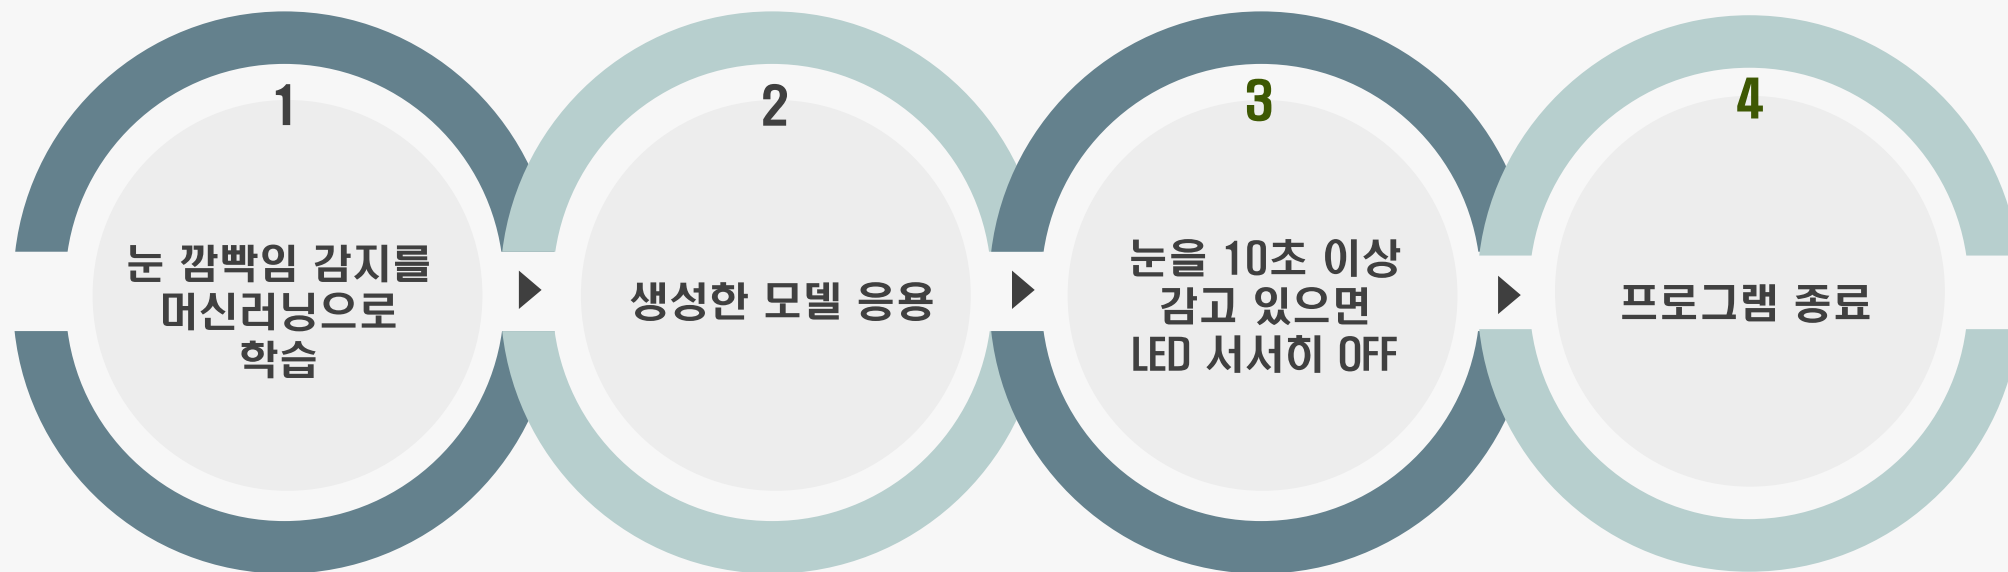 1
눈 깜빡임 감지를
머신러닝으로
학습
2
생성한 모델 응용
3
눈을 10초 이상
감고 있으면
LED 서서히 OFF
4
프로그램 종료